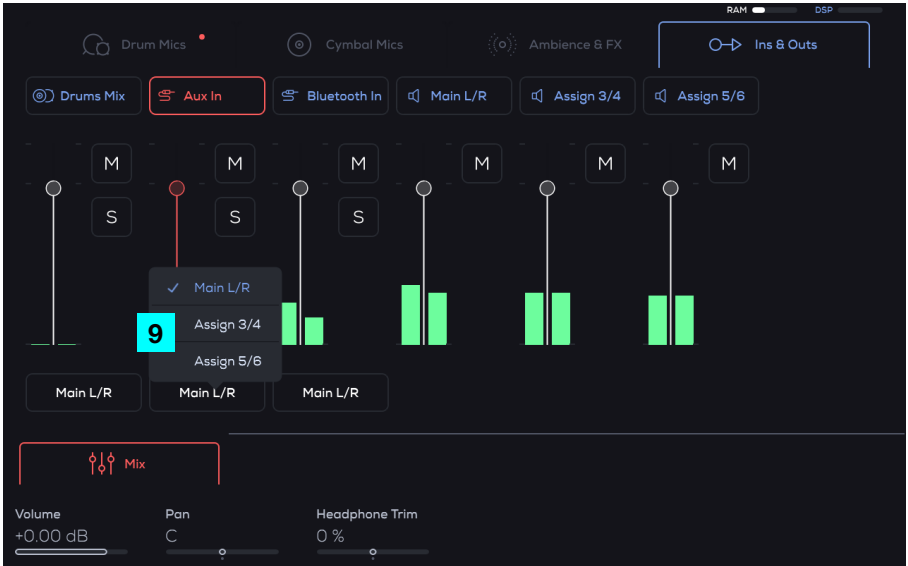 RAM DSP
Drum Mics Cymbal Mics Ambience & FX Ins & Outs
Drums Mix Aux In Bluetooth In Main L/R Assign 3/4 Assign 5/6
M M M M M M
S S S
Main L/R
9 Assign 3/4
Assign 5/6
Main L/R Main L/R Main L/R
Mix
Volume Pan Headphone Trim
+0.00 dB C 0 %